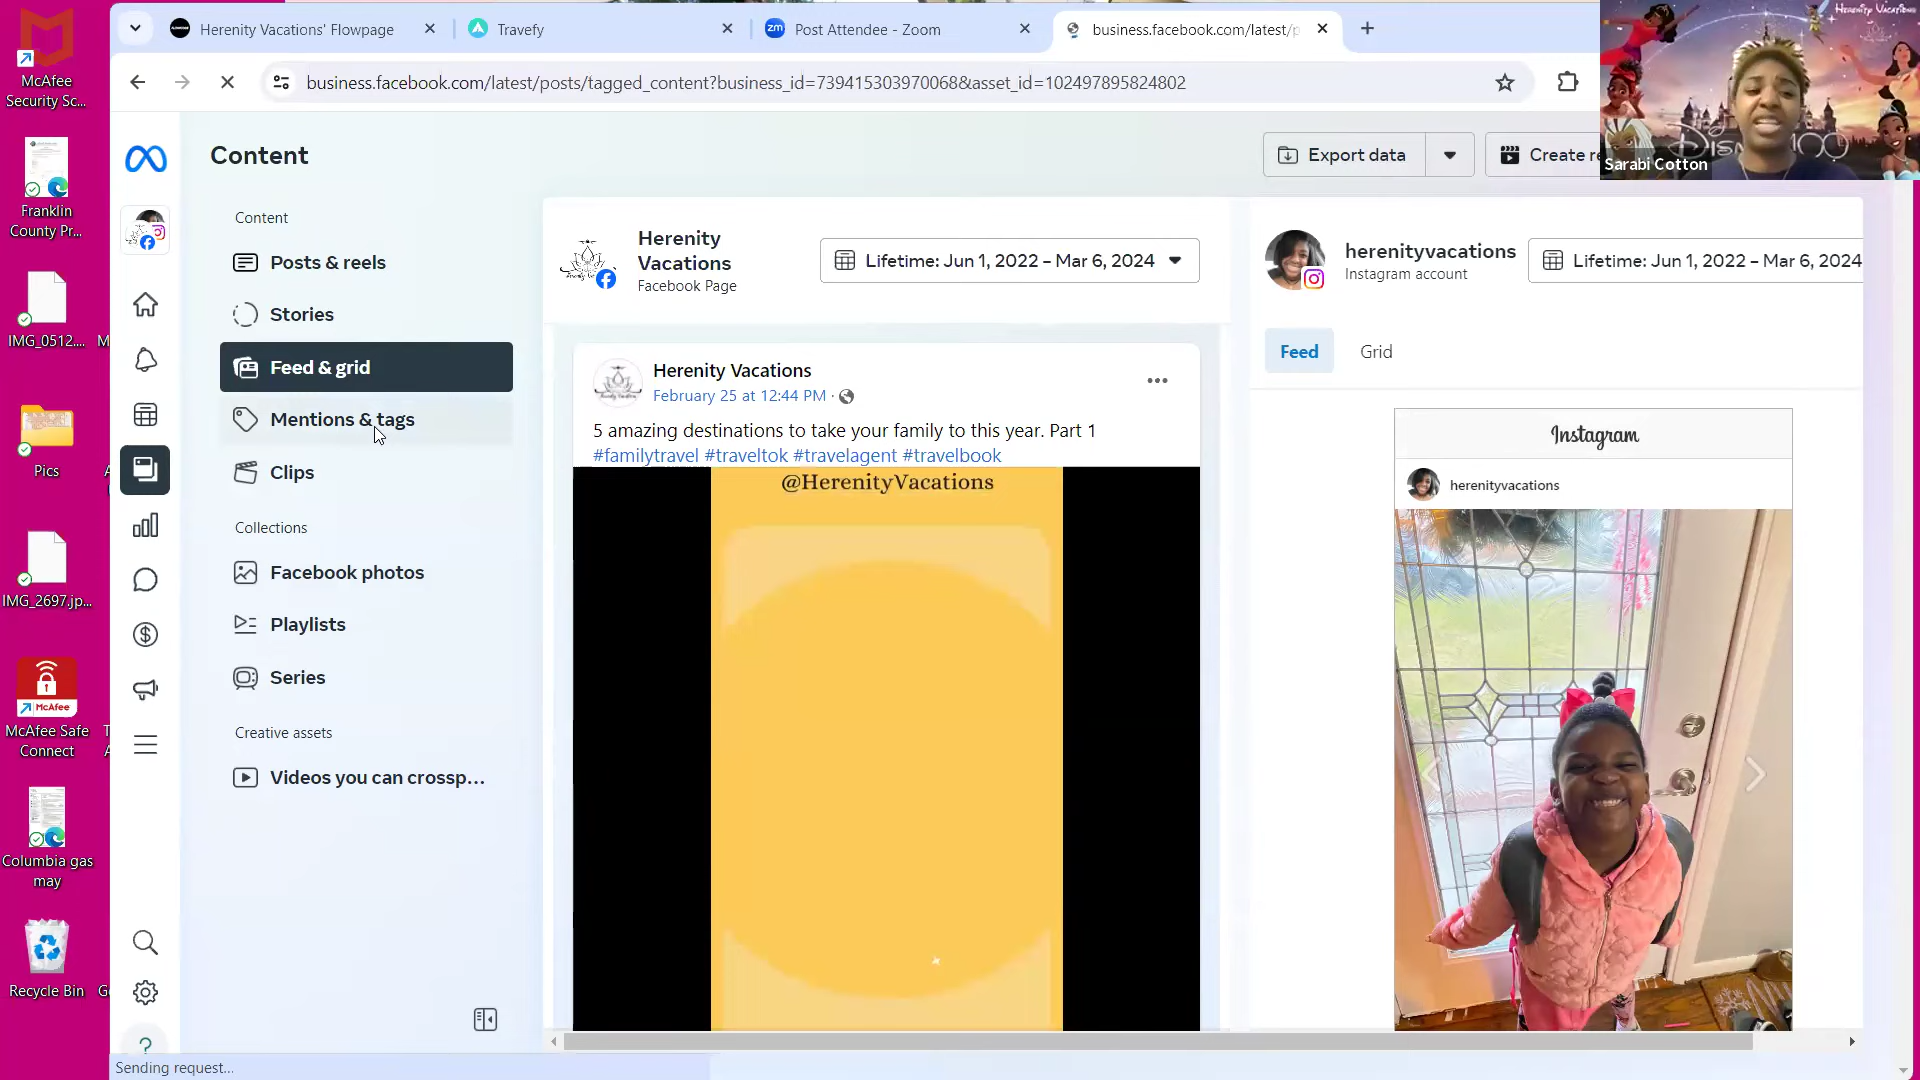 McAfee
Security Sc...
Franklin
County Pr...
IMG_0512....
Pics
IMG_2697.jp...
McAfee
McAfee Safe
Connect
Columbia gas
may
Recycle Bin
Herenity Vacations' Flowpage
Travefy
zm
Post Attendee - Zoom
business.facebook.com/latest/p
business.facebook.com/latest/posts/tagged_content?business_id=739415303970068&asset_id=102497895824802
Herenity Vacations
Disney100
Sarabi Cotton
Content
Export data
Create re
Content
Posts & reels
Stories
Feed & grid
Mentions & tags
Clips
Collections
Facebook photos
Playlists
Series
Creative assets
Videos you can crossp...
Herenity
Vacations
Facebook Page
Lifetime: Jun 1, 2022 – Mar 6, 2024
herenityvacations
Instagram account
Lifetime: Jun 1, 2022 – Mar 6, 2024
Herenity Vacations
February 25 at 12:44 PM ·
5 amazing destinations to take your family to this year. Part 1
#familytravel #traveltok #travelagent #travelbook
@HerenityVacations
Feed
Grid
Instagram
herenityvacations
Sending request...